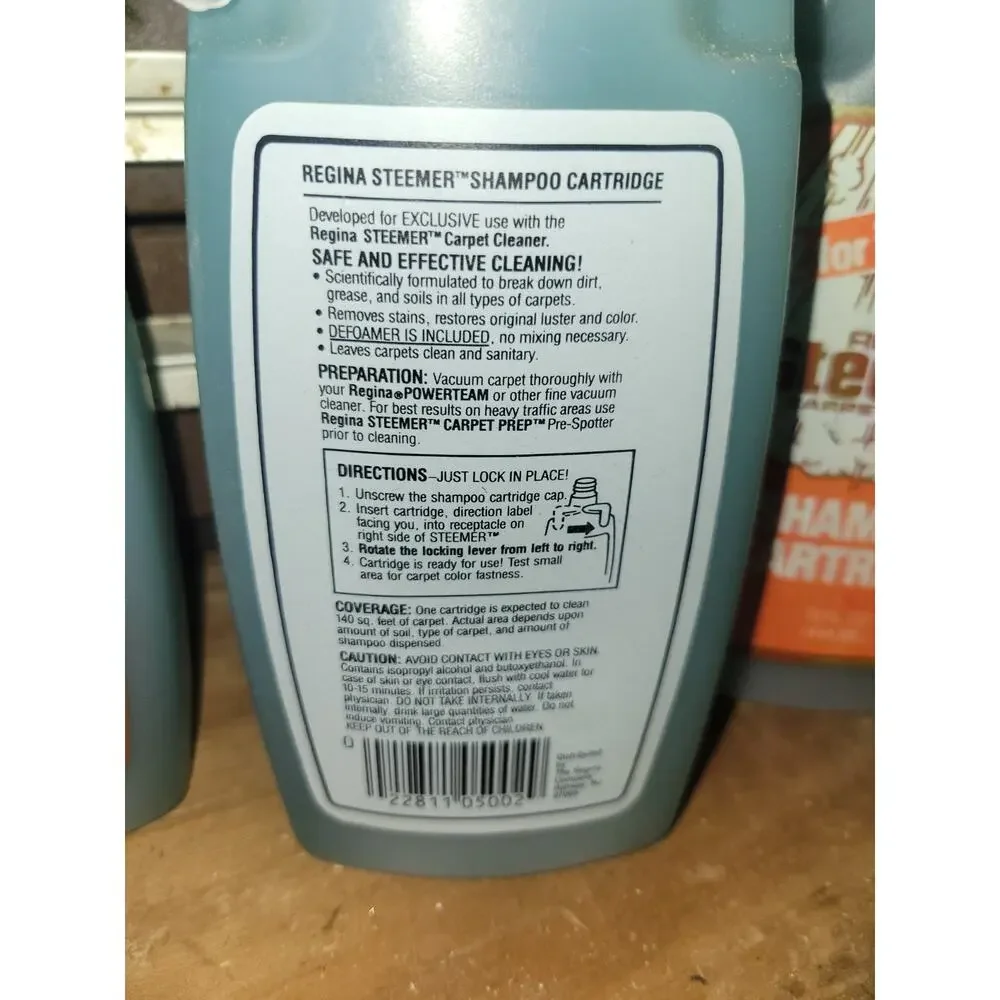 REGINA STEEMER™ SHAMPOO CARTRIDGE
Developed for EXCLUSIVE use with the
Regina STEEMER™ Carpet Cleaner.
SAFE AND EFFECTIVE CLEANING!
• Scientifically formulated to break down dirt,
grease, and soils in all types of carpets.
• Removes stains, restores original luster and color.
• DEFOAMER IS INCLUDED, no mixing necessary.
• Leaves carpets clean and sanitary.
PREPARATION: Vacuum carpet thoroughly with
your Regina® POWERTEAM or other fine vacuum
cleaner. For best results on heavy traffic areas use
Regina STEEMER™ CARPET PREP™ Pre-Spotter
prior to cleaning.
DIRECTIONS–JUST LOCK IN PLACE!
1. Unscrew the shampoo cartridge cap.
2. Insert cartridge, direction label
facing you, into receptacle on
right side of STEEMER™
3. Rotate the locking lever from left to right.
4. Cartridge is ready for use! Test small
area for carpet color fastness.
COVERAGE: One cartridge is expected to clean
140 sq. feet of carpet. Actual area depends upon
amount of soil, type of carpet, and amount of
shampoo dispensed.
CAUTION: AVOID CONTACT WITH EYES OR SKIN.
Contains isopropyl alcohol and butoxyethanol. In
case of skin or eye contact, flush with cool water for
10-15 minutes. If irritation persists, contact
physician. DO NOT TAKE INTERNALLY. If taken
internally, drink large quantities of water. Do not
induce vomiting. Contact physician.
KEEP OUT OF THE REACH OF CHILDREN
0
22811 05002
Distributed
by
The Regina
Company
HAM
ARTR